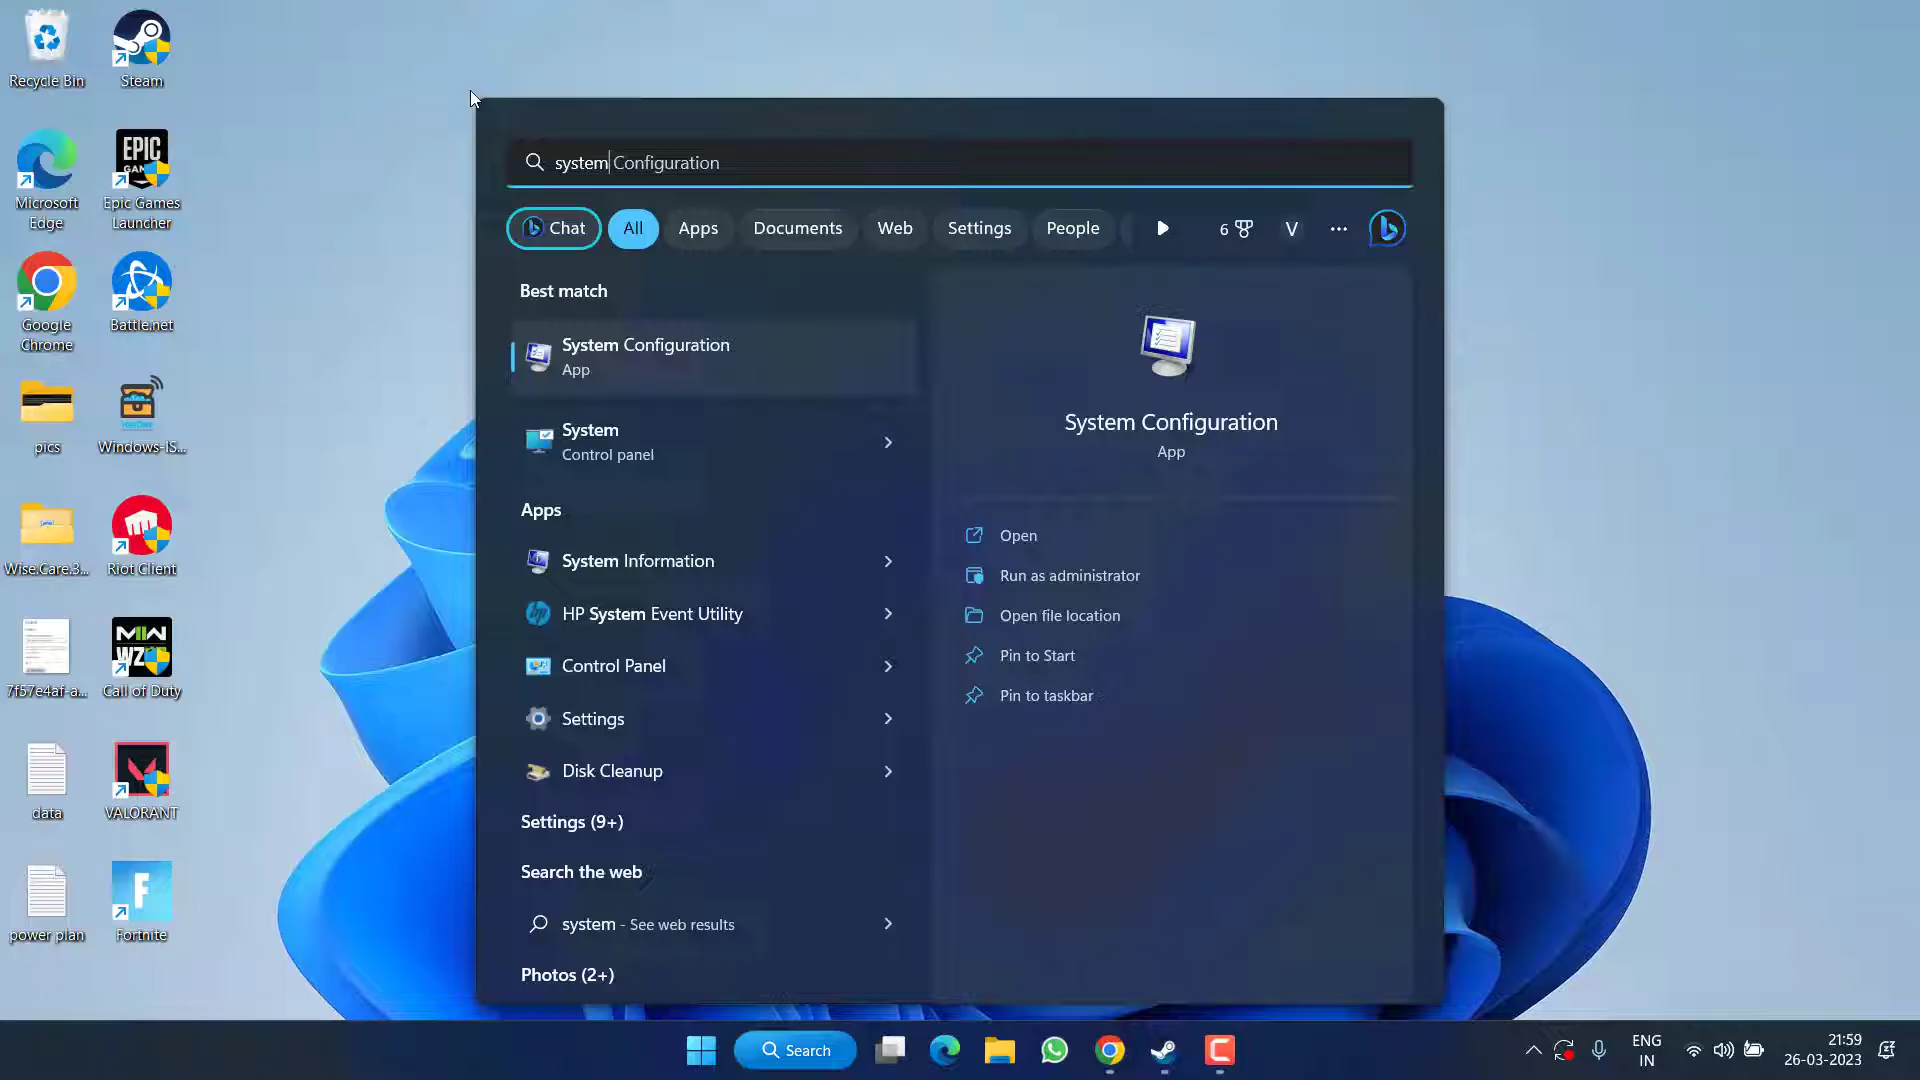 Recycle Bin
Steam
Microsoft Edge
EPIC GAMES
Epic Games Launcher
Google Chrome
Battle.net
pics
Windows-IS...
Wise.Care.3...
Riot Client
7f57e4af-a...
MW
WZ
Call of Duty
data
VALORANT
power plan
F
Fortnite
system Configuration
Chat
All
Apps
Documents
Web
Settings
People
6
V
...
Best match
System Configuration
App
System
Control panel
Apps
System Information
HP System Event Utility
Control Panel
Settings
Disk Cleanup
Settings (9+)
Search the web
system - See web results
Photos (2+)
System Configuration
App
Open
Run as administrator
Open file location
Pin to Start
Pin to taskbar
Search
ENG
IN
21:59
26-03-2023